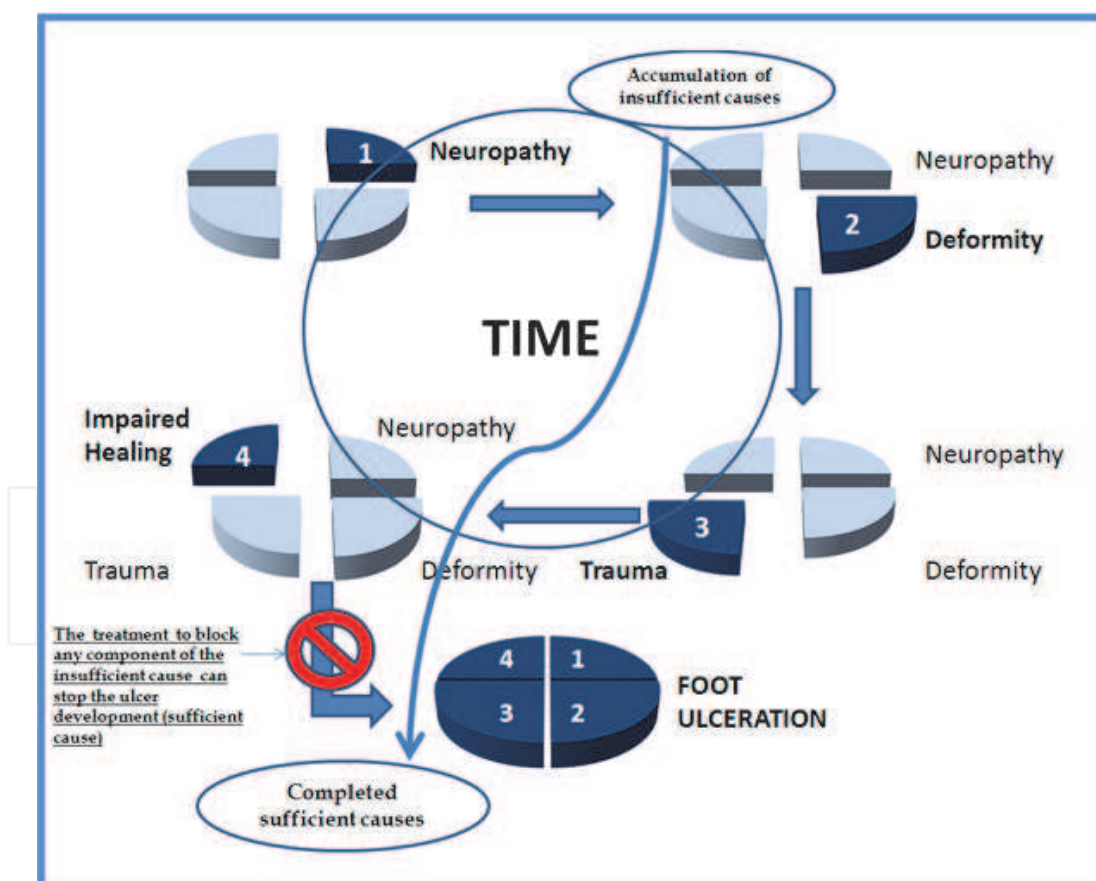 Accumulation of
insufficient causes
1
Neuropathy
Neuropathy
2
Deformity
TIME
Impaired
Healing
4
Neuropathy
Trauma
Deformity
Neuropathy
3
Trauma
Deformity
The treatment to block
any component of the
insufficient cause can
stop the ulcer
development (sufficient
cause)
4 1
3 2
FOOT
ULCERATION
Completed
sufficient causes